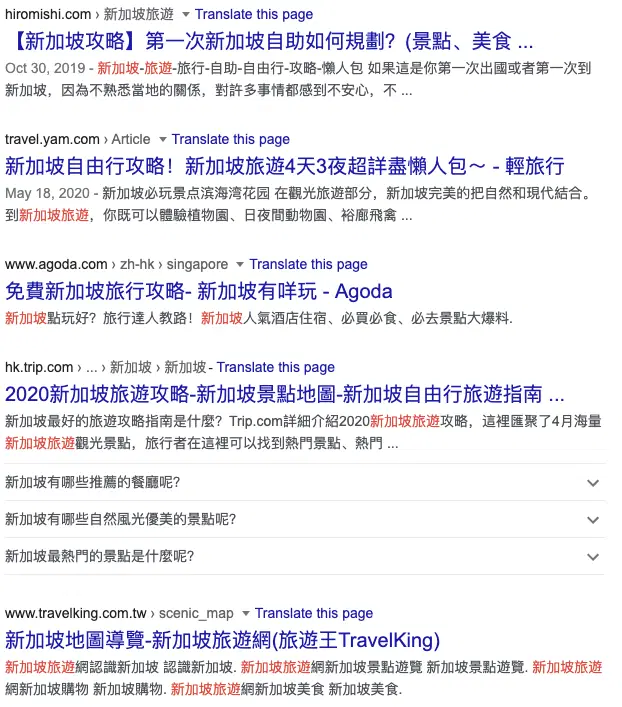 hiromishi.com › 新加坡旅遊 ▼ Translate this page
【新加坡攻略】第一次新加坡自助如何規劃？(景點、美食 ...
Oct 30, 2019 - 新加坡-旅遊-旅行-自助-自由行-攻略-懶人包 如果這是你第一次出國或者第一次到
新加坡，因為不熟悉當地的關係，對許多事情都感到不安心，不 ...
travel.yam.com › Article ▼ Translate this page
新加坡自由行攻略！新加坡旅遊4天3夜超詳盡懶人包～ - 輕旅行
May 18, 2020 - 新加坡必玩景点滨海湾花园 在觀光旅遊部分，新加坡完美的把自然和現代結合。
到新加坡旅遊，你既可以體驗植物園、日夜間動物園、裕廊飛禽 ...
www.agoda.com › zh-hk › singapore ▼ Translate this page
免費新加坡旅行攻略- 新加坡有咩玩 - Agoda
新加坡點玩好？旅行達人教路！新加坡人氣酒店住宿、必買必食、必去景點大爆料.
hk.trip.com › ... › 新加坡 › 新加坡 - Translate this page
2020新加坡旅遊攻略-新加坡景點地圖-新加坡自由行旅遊指南 ...
新加坡最好的旅遊攻略指南是什麼？Trip.com詳細介紹2020新加坡旅遊攻略，這裡匯聚了4月海量
新加坡旅遊觀光景點，旅行者在這裡可以找到熱門景點、熱門 ...
新加坡有哪些推薦的餐廳呢?
新加坡有哪些自然風光優美的景點呢?
新加坡最熱門的景點是什麼呢?
www.travelking.com.tw › scenic_map ▼ Translate this page
新加坡地圖導覽-新加坡旅遊網(旅遊王TravelKing)
新加坡旅遊網認識新加坡 認識新加坡. 新加坡旅遊網新加坡景點遊覽 新加坡景點遊覽. 新加坡旅遊
網新加坡購物 新加坡購物. 新加坡旅遊網新加坡美食 新加坡美食.